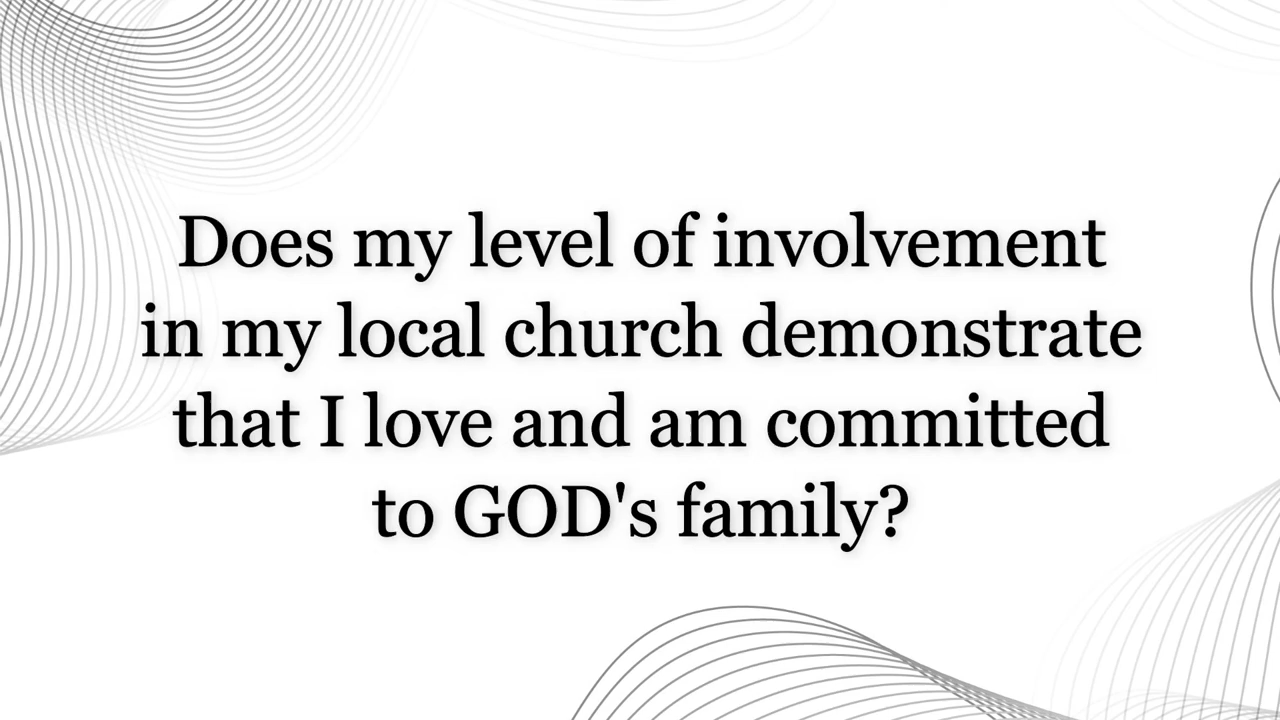 Does my level of involvement
in my local church demonstrate
that I love and am committed
to GOD's family?